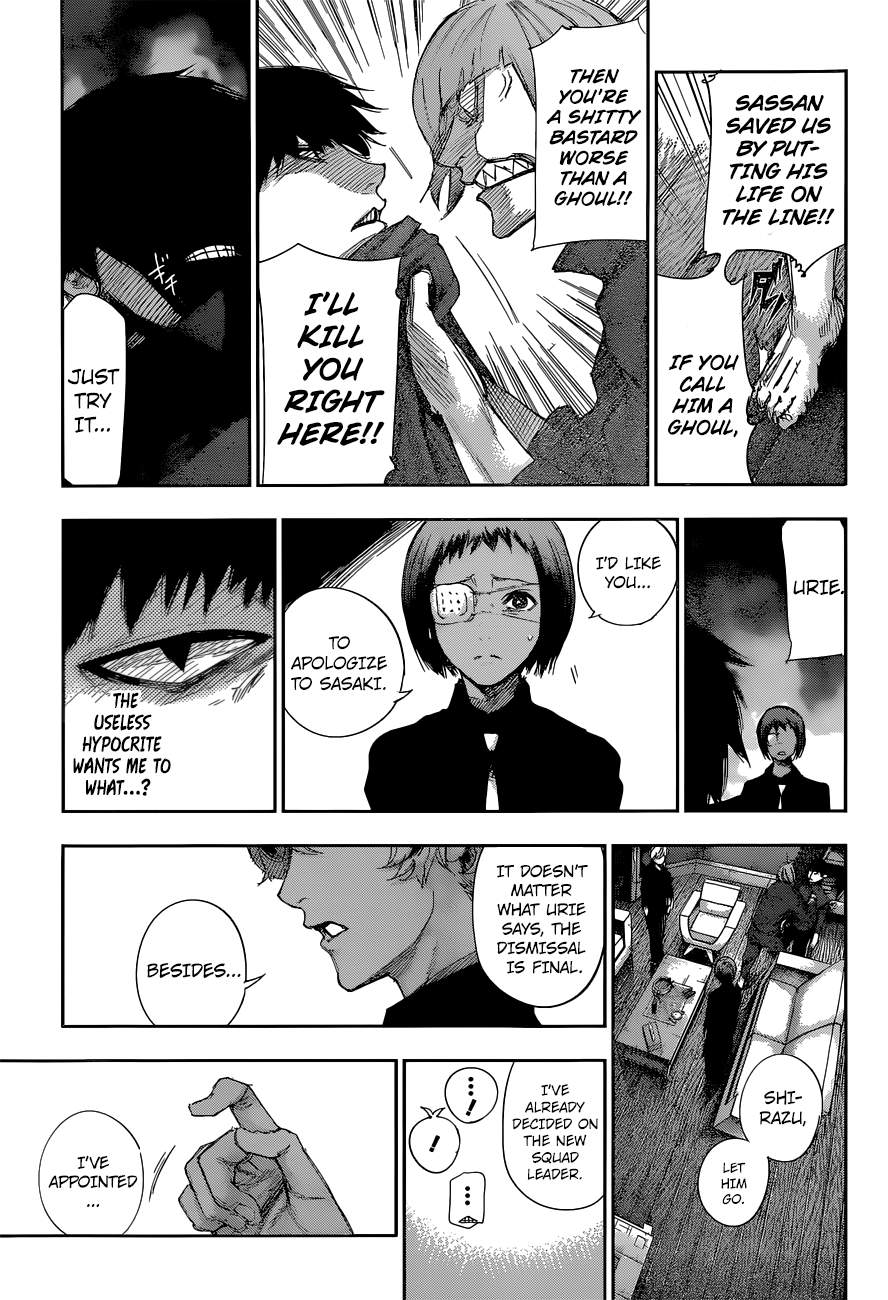 SASSAN
SAVED US
BY PUT-
TING HIS
LIFE ON
THE LINE!!
IF YOU
CALL
HIM A
GHOUL,
THEN
YOU'RE
A SHITTY
BASTARD
WORSE
THAN A
GHOUL!!
I'LL
KILL
YOU
RIGHT
HERE!!
JUST
TRY
IT...
URIE.
I'D LIKE
YOU...
TO
APOLOGIZE
TO SASAKI.
THE
USELESS
HYPOCRITE
WANTS ME TO
WHAT...?
SHI-
RAZU,
LET
HIM
GO.
IT DOESN'T
MATTER
WHAT URIE
SAYS, THE
DISMISSAL
IS FINAL.
BESIDES...
I'VE
ALREADY
DECIDED ON
THE NEW
SQUAD
LEADER.
...!
!
...
I'VE
APPOINTED
...